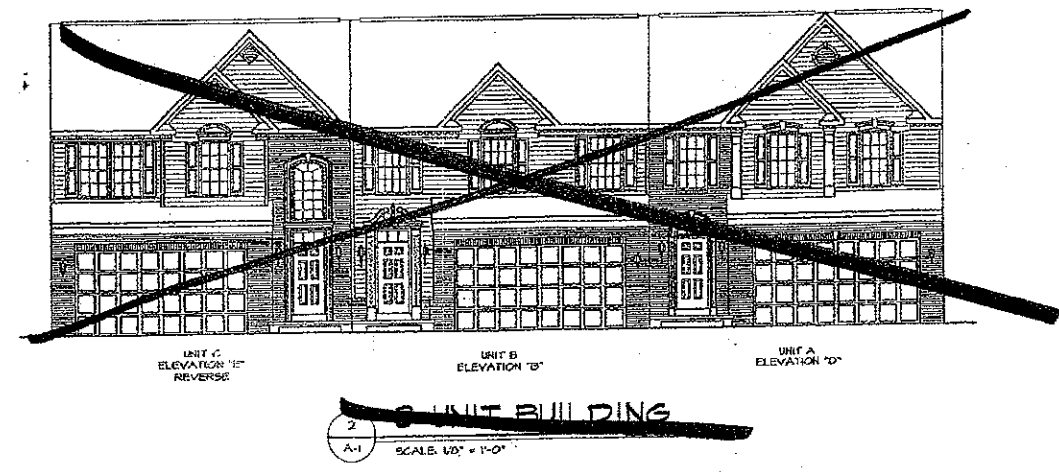 UNIT C
ELEVATION "E"
REVERSE
UNIT B
ELEVATION "B"
UNIT A
ELEVATION "D"
2
A-1
UNIT BUILDING
SCALE: 1/8" = 1'-0"